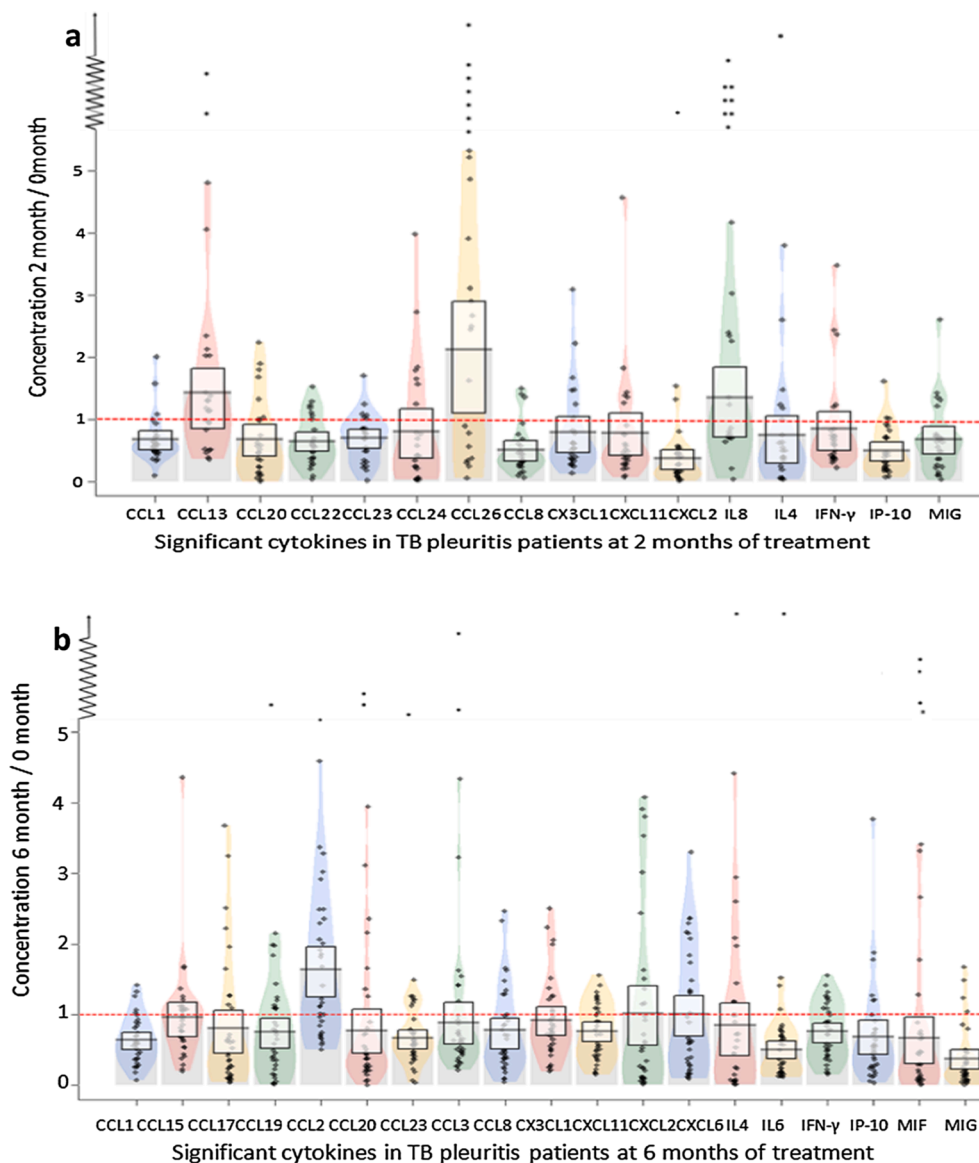 a
Concentration 2 month / 0month
5
4
3
2
1
0
CCL1 CCL13 CCL20 CCL22 CCL23 CCL24 CCL26 CCL8 CX3CL1 CXCL11 CXCL2 IL8 IL4 IFN-γ IP-10 MIG
Significant cytokines in TB pleuritis patients at 2 months of treatment
b
Concentration 6 month / 0 month
5
4
3
2
1
0
CCL1 CCL15 CCL17 CCL19 CCL2 CCL20 CCL23 CCL3 CCL8 CX3CL1 CXCL11 CXCL2 CXCL6 IL4 IL6 IFN-γ IP-10 MIF MIG
Significant cytokines in TB pleuritis patients at 6 months of treatment